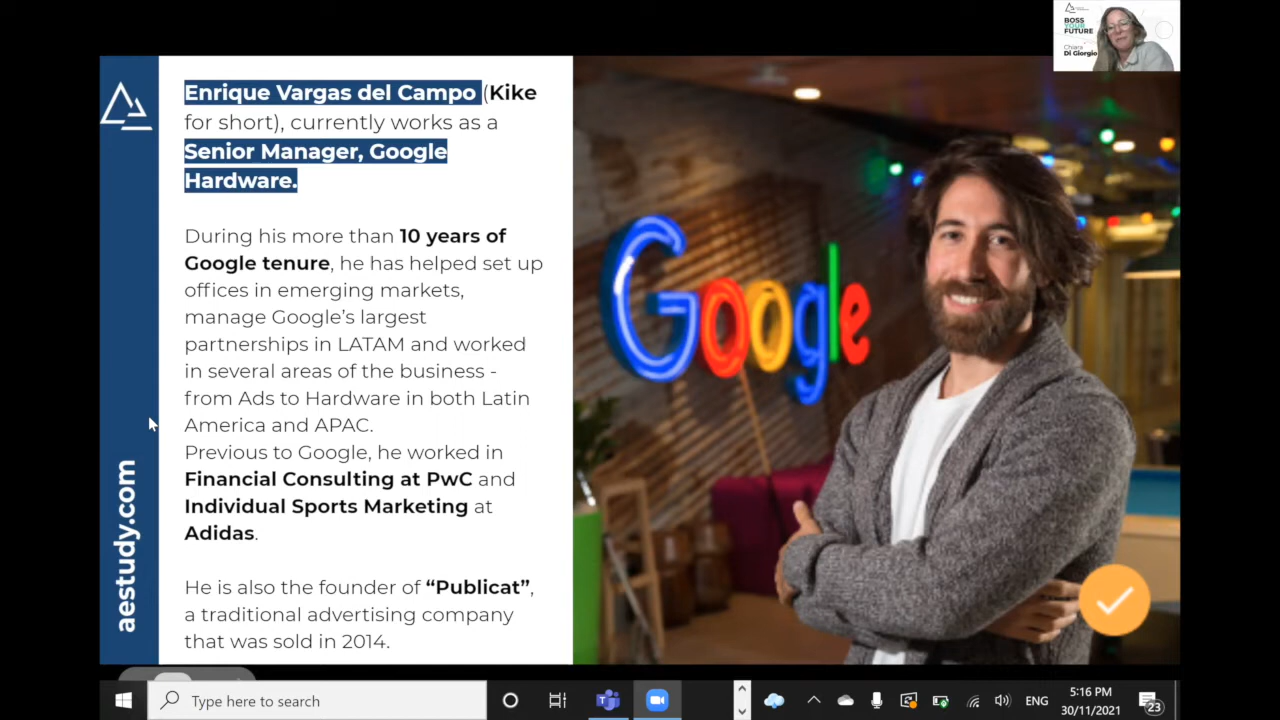 BOSS
YOUR
FUTURE
Chiara
Di Giorgio
Enrique Vargas del Campo (Kike
for short), currently works as a
Senior Manager, Google
Hardware.
During his more than 10 years of
Google tenure, he has helped set up
offices in emerging markets,
manage Google's largest
partnerships in LATAM and worked
in several areas of the business -
from Ads to Hardware in both Latin
America and APAC.
Previous to Google, he worked in
Financial Consulting at PwC and
Individual Sports Marketing at
Adidas.
He is also the founder of “Publicat”,
a traditional advertising company
that was sold in 2014.
aestudy.com
Google
Type here to search
ENG
5:16 PM
30/11/2021
23